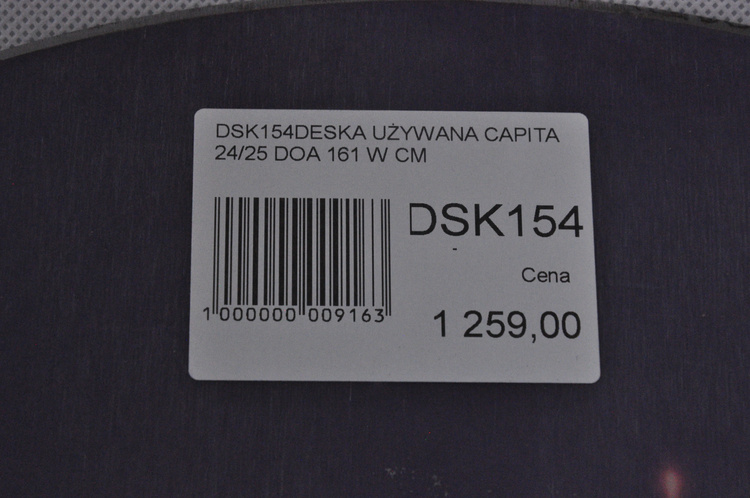 DSK154DESKA UŻYWANA CAPITA
24/25 DOA 161 W CM
DSK154
-
Cena
1 000000 009163
1 259,00